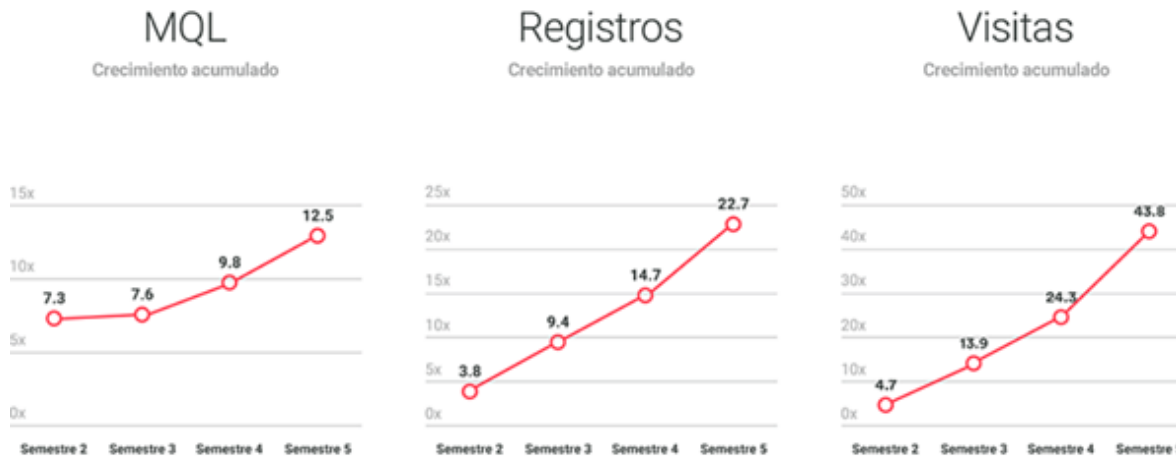 MQL
Crecimiento acumulado
15x
10x
5x
0x
7.3
7.6
9.8
12.5
Semestre 2 Semestre 3 Semestre 4 Semestre 5
Registros
Crecimiento acumulado
25x
20x
15x
10x
5x
0x
3.8
9.4
14.7
22.7
Semestre 2 Semestre 3 Semestre 4 Semestre 5
Visitas
Crecimiento acumulado
50x
40x
30x
20x
10x
0x
4.7
13.9
24.3
43.8
Semestre 2 Semestre 3 Semestre 4 Semestre